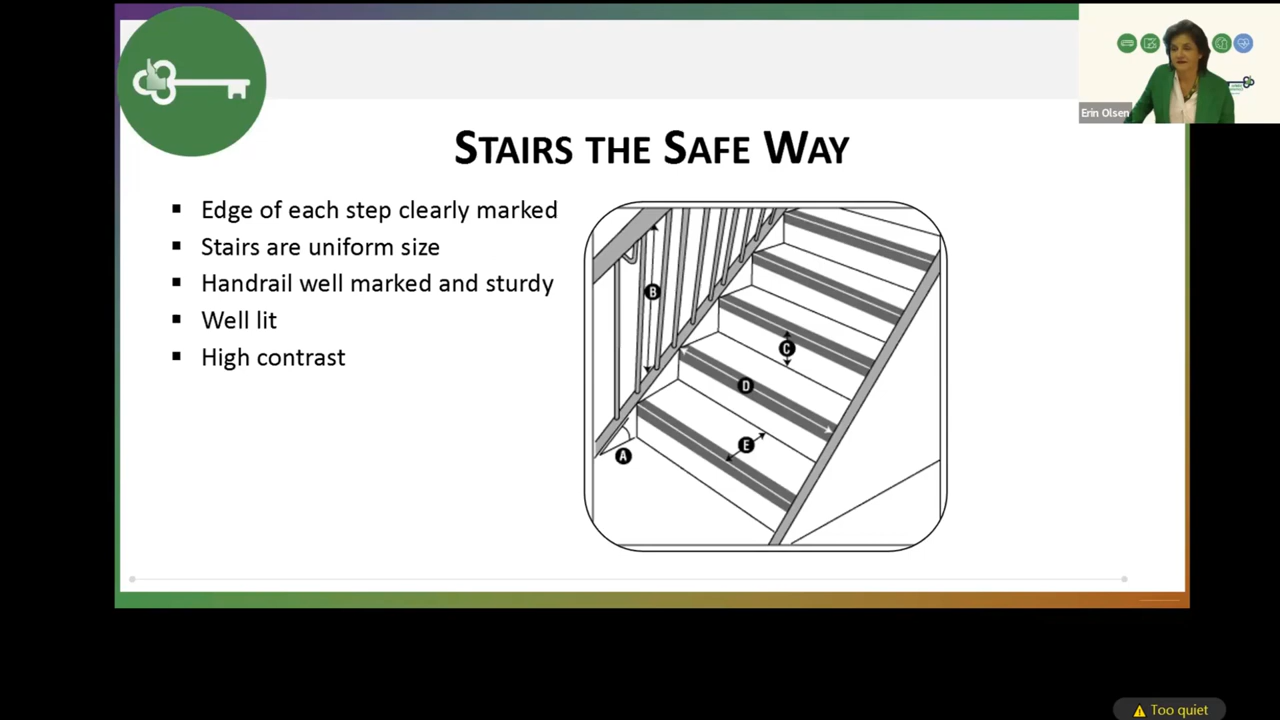 Erin Olsen
STAIRS THE SAFE WAY
Edge of each step clearly marked
Stairs are uniform size
Handrail well marked and sturdy
Well lit
High contrast
B
C
D
E
A
Too quiet